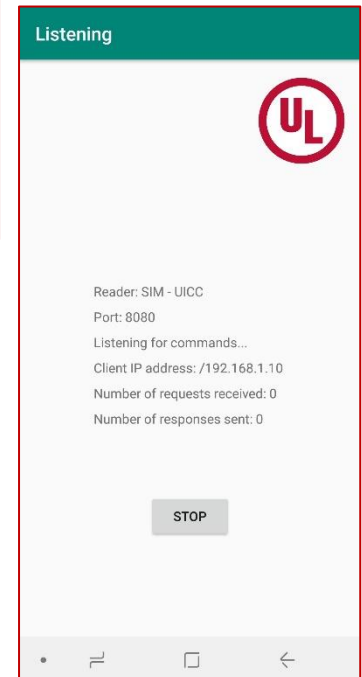 Listening
UL
Reader: SIM - UICC
Port: 8080
Listening for commands...
Client IP address: /192.168.1.10
Number of requests received: 0
Number of responses sent: 0
STOP